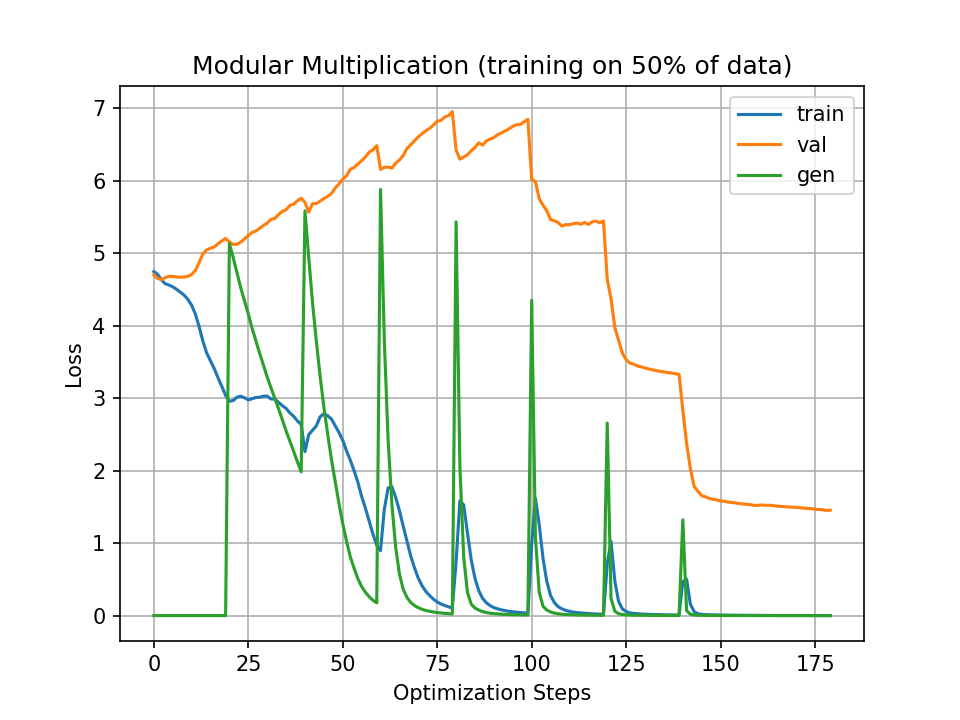 Modular Multiplication (training on 50% of data)
train
val
gen
7
6
5
4
3
2
1
0
Loss
0 25 50 75 100 125 150 175
Optimization Steps